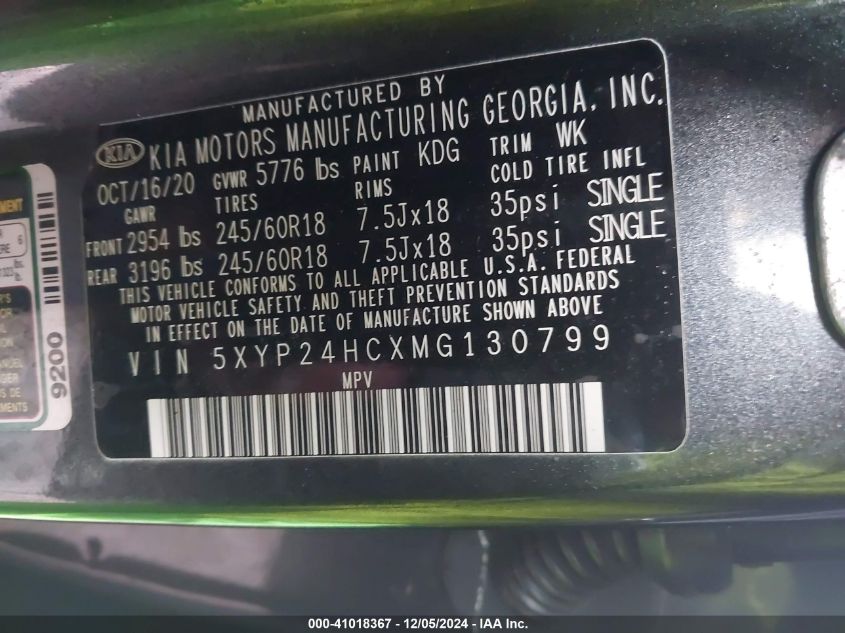 MANUFACTURED BY
KIA KIA MOTORS MANUFACTURING GEORGIA, INC.
OCT/16/20 GVWR 5776 lbs PAINT KDG TRIM WK
GAWR TIRES RIMS COLD TIRE INFL
FRONT 2954 lbs 245/60R18 7.5Jx18 35psi SINGLE
REAR 3196 lbs 245/60R18 7.5Jx18 35psi SINGLE
THIS VEHICLE CONFORMS TO ALL APPLICABLE U.S.A. FEDERAL
MOTOR VEHICLE SAFETY AND THEFT PREVENTION STANDARDS
IN EFFECT ON THE DATE OF MANUFACTURE SHOWN ABOVE
VIN 5XYP24HCXMG130799
MPV
9200
000-41018367 - 12/05/2024 - IAA Inc.